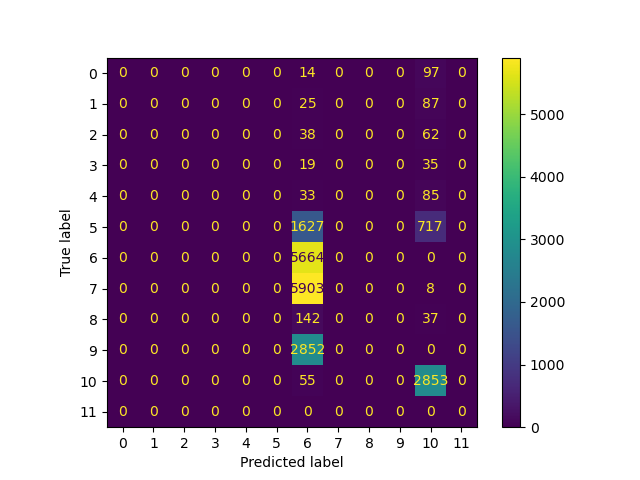 0 0 0 0 0 0 0 14 0 0 0 97 0
1 0 0 0 0 0 0 25 0 0 0 87 0
2 0 0 0 0 0 0 38 0 0 0 62 0
3 0 0 0 0 0 0 19 0 0 0 35 0
4 0 0 0 0 0 0 33 0 0 0 85 0
5 0 0 0 0 0 0 1627 0 0 0 717 0
6 0 0 0 0 0 0 5664 0 0 0 0 0
7 0 0 0 0 0 0 5903 0 0 0 8 0
8 0 0 0 0 0 0 142 0 0 0 37 0
9 0 0 0 0 0 0 2852 0 0 0 0 0
10 0 0 0 0 0 0 55 0 0 0 2853 0
11 0 0 0 0 0 0 0 0 0 0 0 0
0 1 2 3 4 5 6 7 8 9 10 11
Predicted label
True label
5000
4000
3000
2000
1000
0